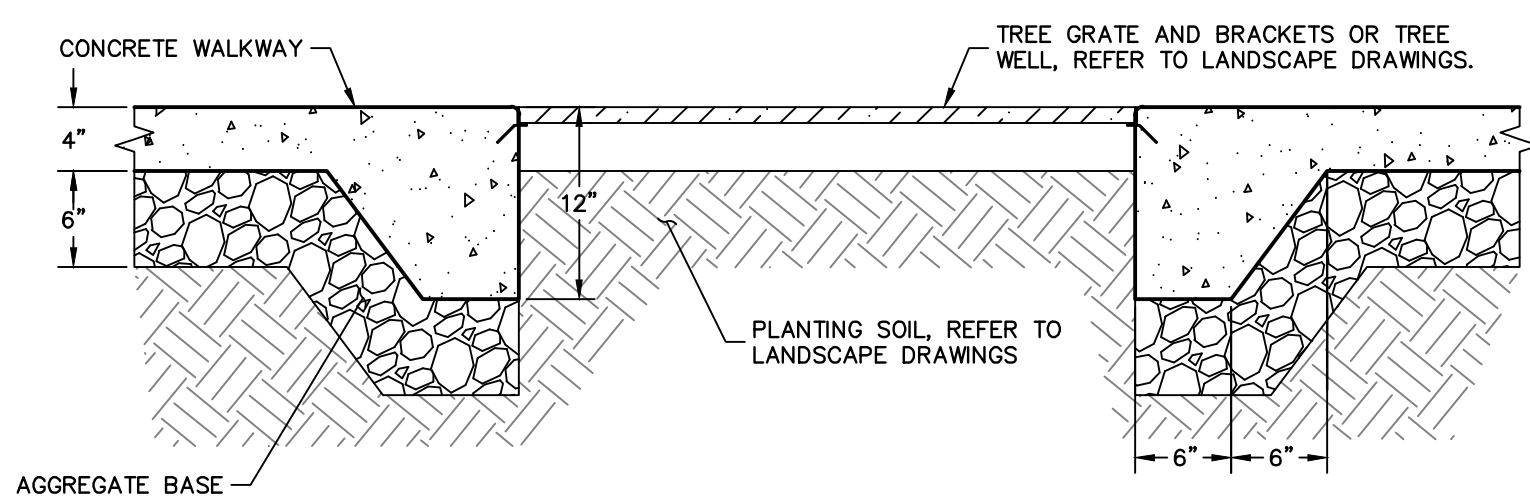 CONCRETE WALKWAY
TREE GRATE AND BRACKETS OR TREE
WELL, REFER TO LANDSCAPE DRAWINGS.
4"
6"
12"
PLANTING SOIL, REFER TO
LANDSCAPE DRAWINGS
6" 6"
AGGREGATE BASE